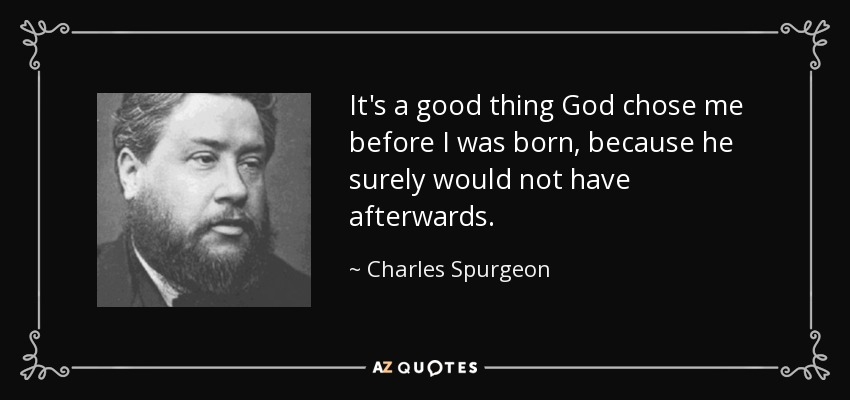 It's a good thing God chose me
before I was born, because he
surely would not have
afterwards.
~ Charles Spurgeon
AZ QUOTES